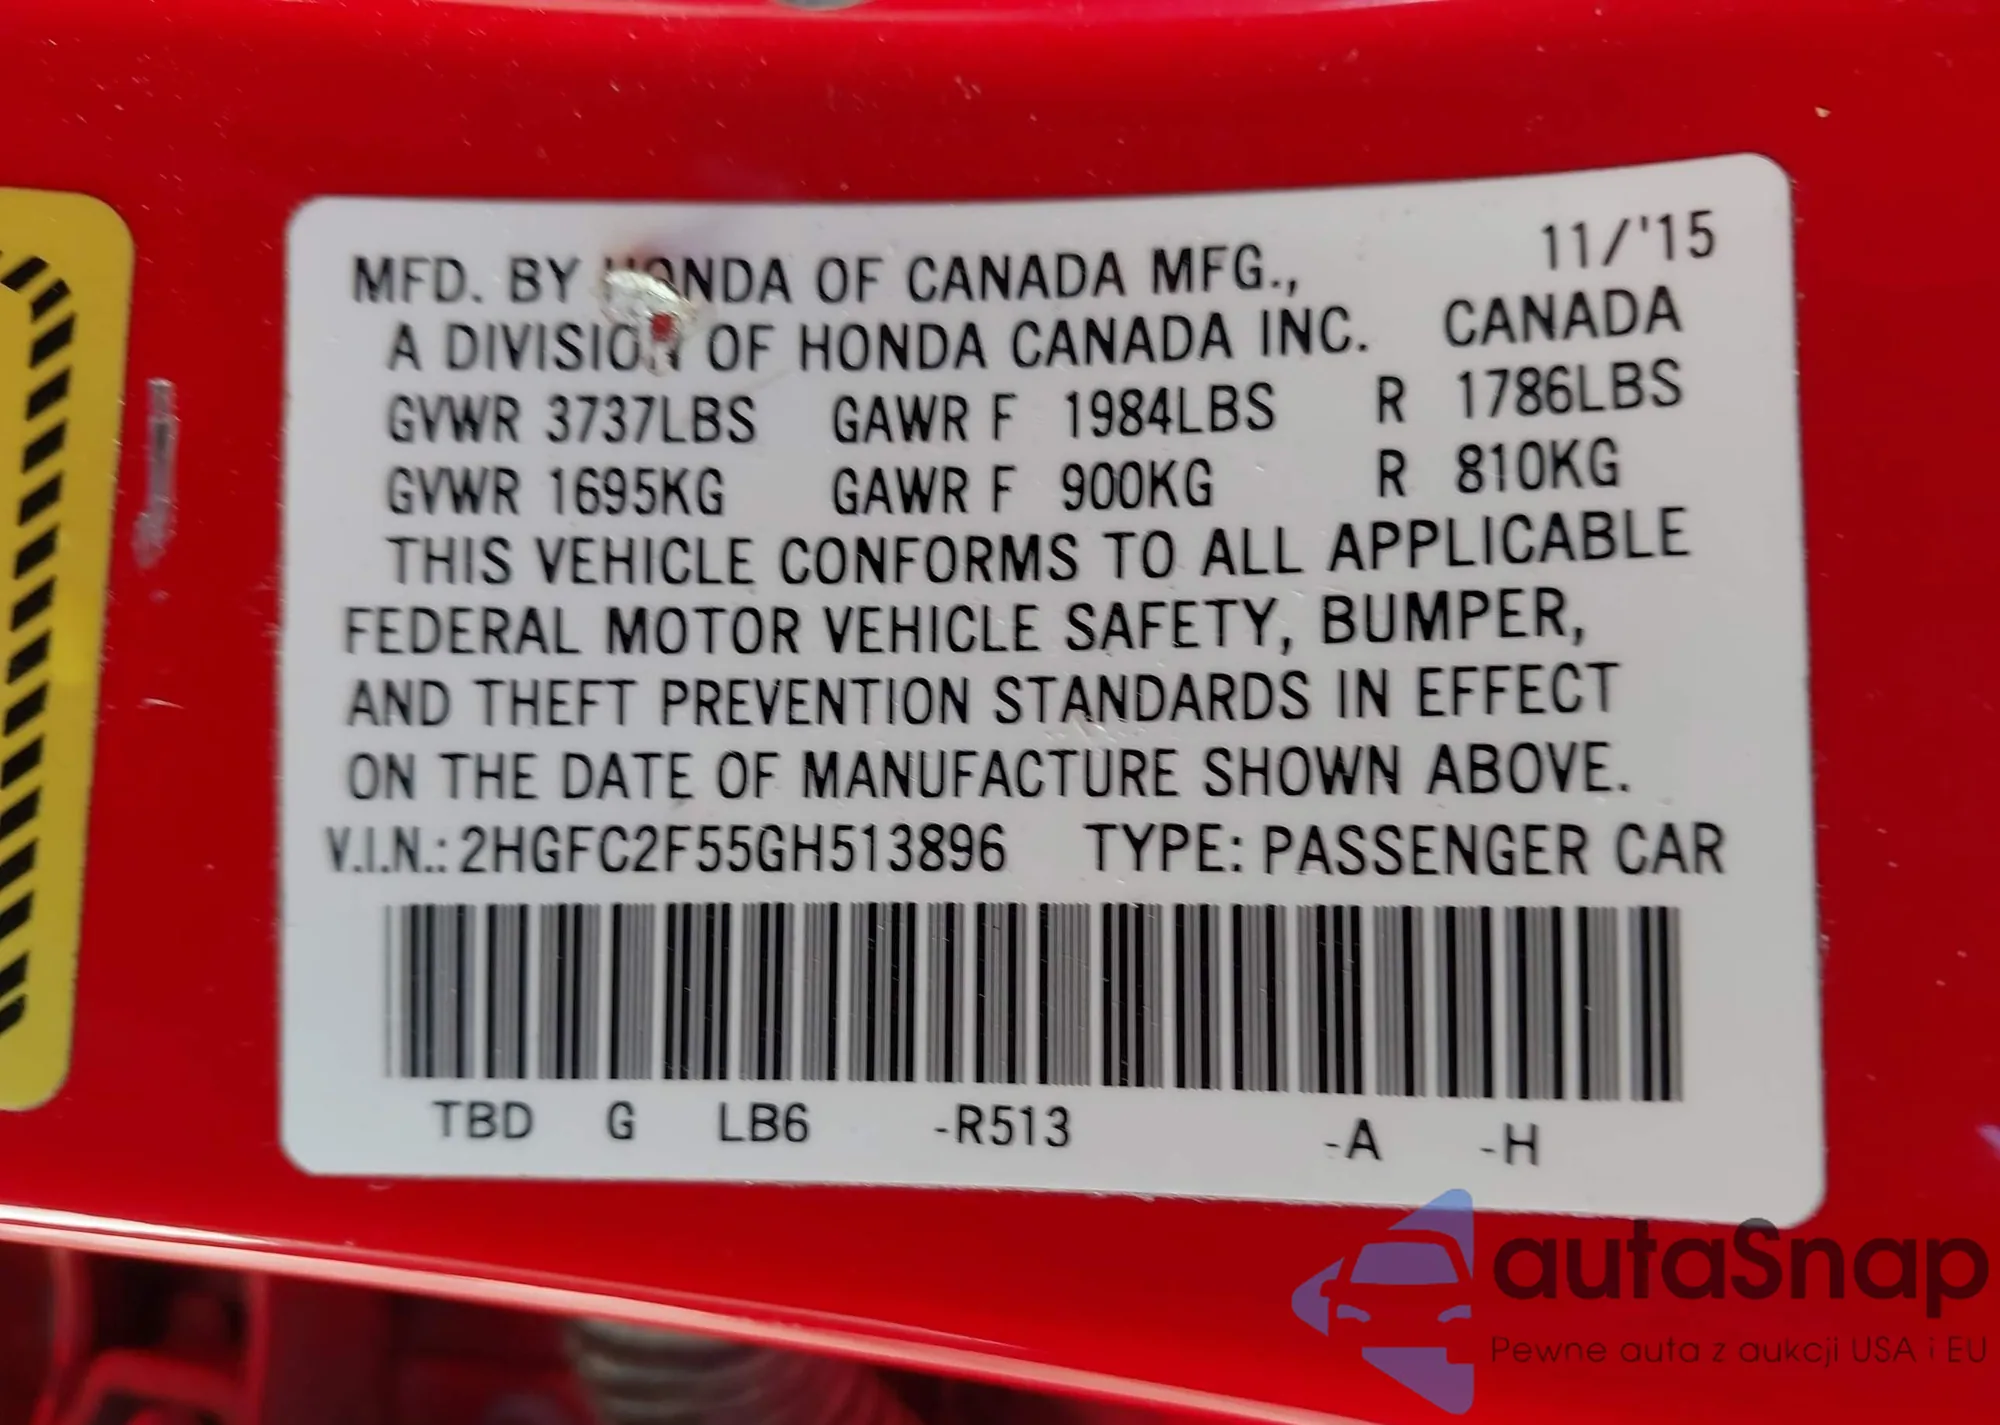 11/'15
MFD. BY HONDA OF CANADA MFG.,
A DIVISION OF HONDA CANADA INC. CANADA
GVWR 3737LBS GAWR F 1984LBS R 1786LBS
GVWR 1695KG GAWR F 900KG R 810KG
THIS VEHICLE CONFORMS TO ALL APPLICABLE
FEDERAL MOTOR VEHICLE SAFETY, BUMPER,
AND THEFT PREVENTION STANDARDS IN EFFECT
ON THE DATE OF MANUFACTURE SHOWN ABOVE.
V.I.N.: 2HGFC2F55GH513896 TYPE: PASSENGER CAR
TBD G LB6 -R513 -A -H
autaSnap
Pewne auta z aukcji USA i EU